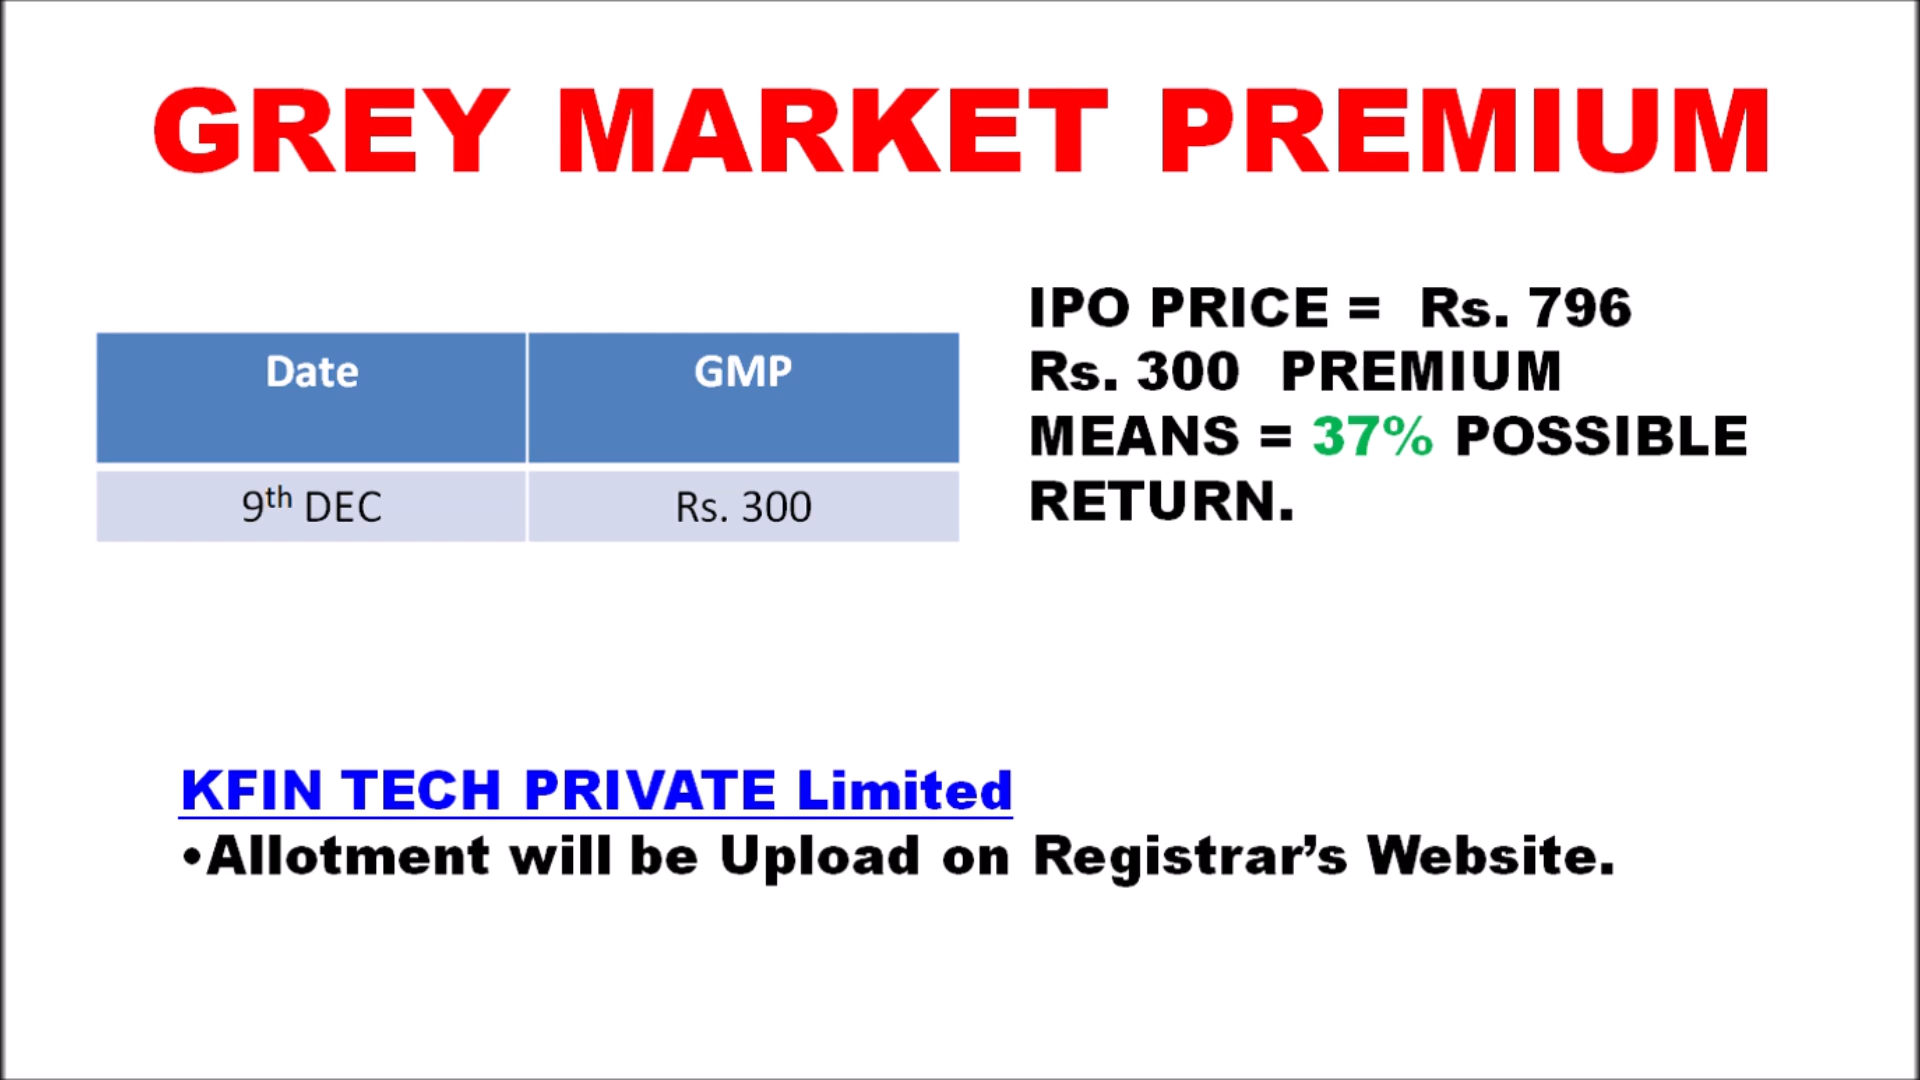 GREY MARKET PREMIUM
Date GMP
9th DEC Rs. 300
IPO PRICE = Rs. 796
Rs. 300 PREMIUM
MEANS = 37% POSSIBLE
RETURN.
KFIN TECH PRIVATE Limited
•Allotment will be Upload on Registrar’s Website.